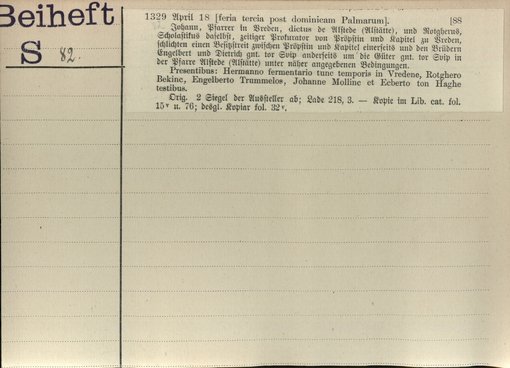 Beiheft
S 82.
1329 April 18 [feria tercia post dominicam Palmarum]. [88
Johann, Pfarrer in Breden, dictus de Alstede (Alstätte), und Rotgherus,
Scholastikus daselbst, zeitiger Prokurator von Pröpstin und Kapitel zu Breden,
schlichten einen Besitzstreit zwischen Pröpstin und Kapitel einerseits und den Brüdern
Engelbert und Dietrich gnt. tor Svip anderseits um die Güter gnt. tor Svip in
der Pfarre Alstede (Alstätte) unter näher angegebenen Bedingungen.
Presentibus: Hermanno fermentario tunc temporis in Vredene, Rotghero
Bekinc, Engelberto Trummelos, Johanne Mollinc et Ecberto ton Haghe
testibus.
Orig. 2 Siegel der Aussteller ab; Lade 218, 3. — Kopie im Lib. cat. fol.
15v u. 76; desgl. Kopiar fol. 32v.